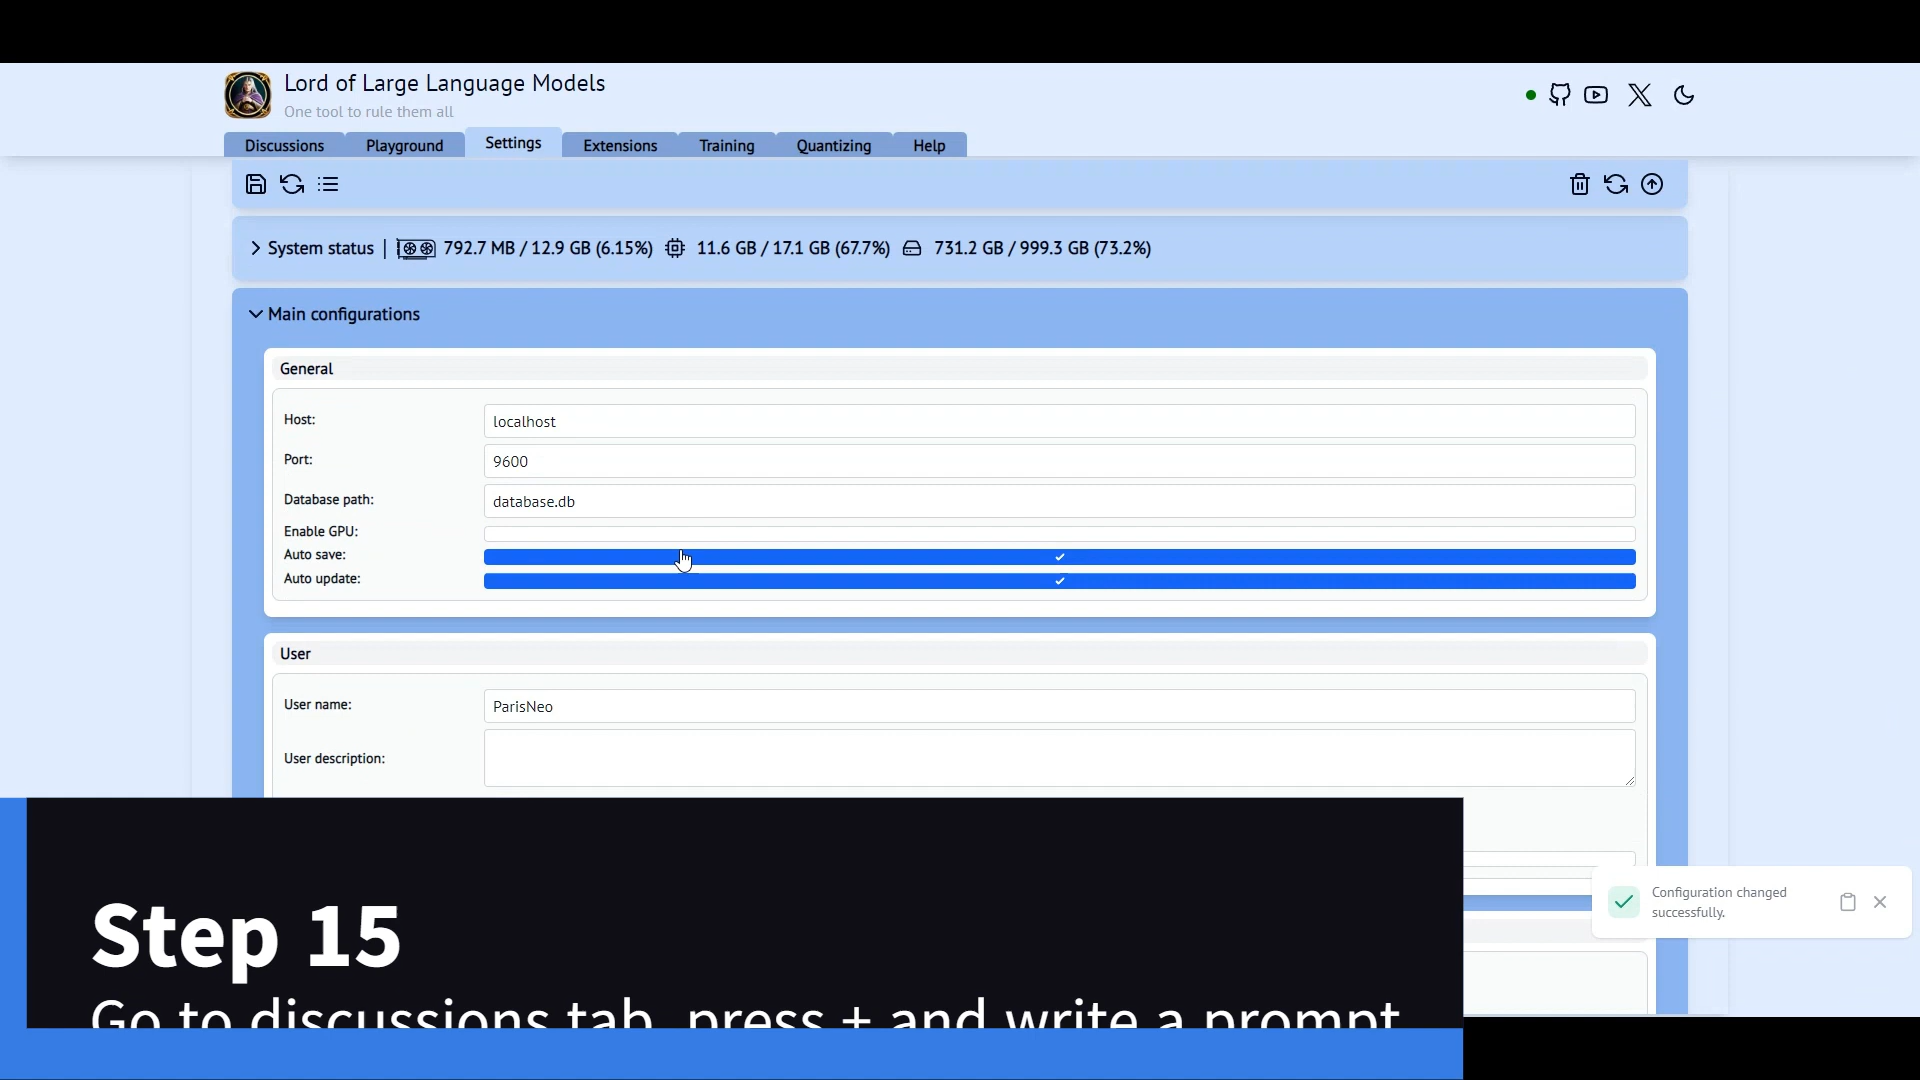 Lord of Large Language Models
One tool to rule them all
Discussions Playground Settings Extensions Training Quantizing Help
System status | 792.7 MB / 12.9 GB (6.15%) 11.6 GB / 17.1 GB (67.7%) 731.2 GB / 999.3 GB (73.2%)
Main configurations
General
Host: localhost
Port: 9600
Database path: database.db
Enable GPU:
Auto save:
Auto update:
User
User name: ParisNeo
User description:
Configuration changed
successfully.
Step 15
Go to discussions tab, press + and write a prompt